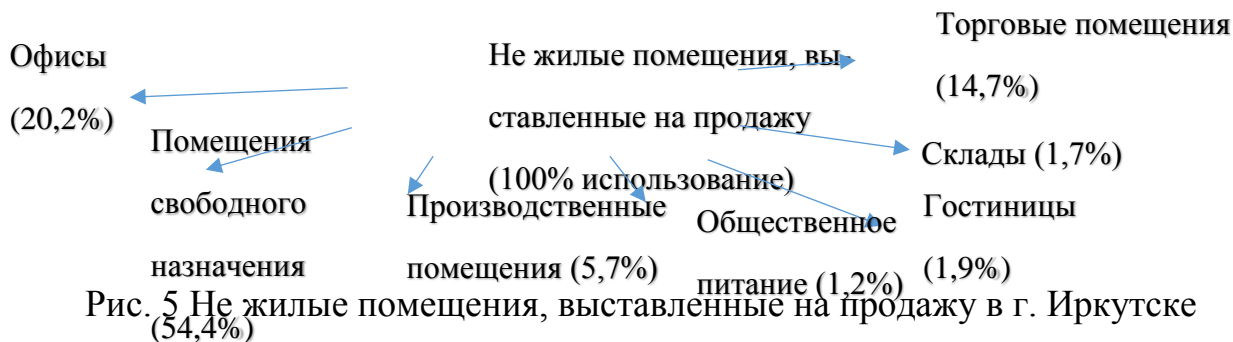 Офисы
(20,2%)
Помещения
свободного
назначения
(54,4%)
Не жилые помещения, вы-
ставленные на продажу
(100% использование)
Производственные
помещения (5,7%)
Общественное
питание (1,2%)
Торговые помещения
(14,7%)
Склады (1,7%)
Гостиницы
(1,9%)
Рис. 5 Не жилые помещения, выставленные на продажу в г. Иркутске